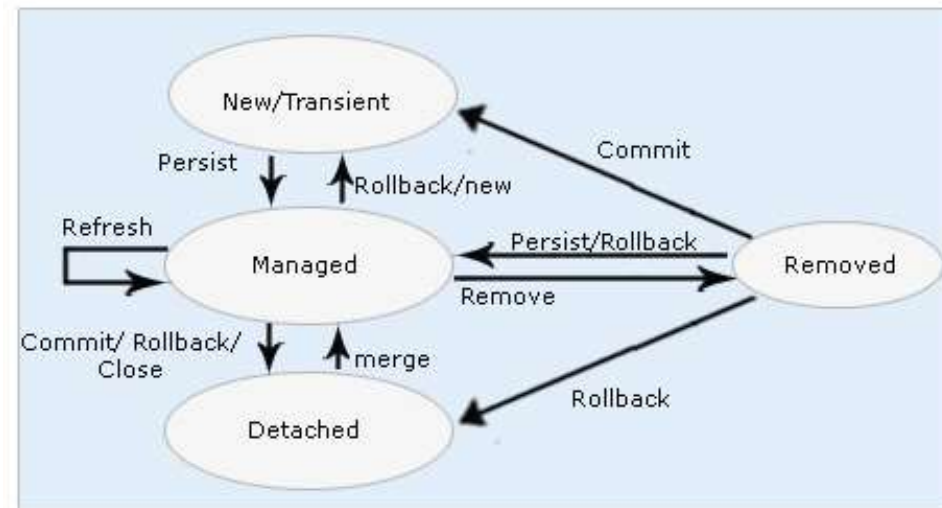 New/Transient
Persist
Commit
Rollback/new
Refresh
Persist/Rollback
Managed
Removed
Remove
Commit/ Rollback/
Close
merge
Rollback
Detached